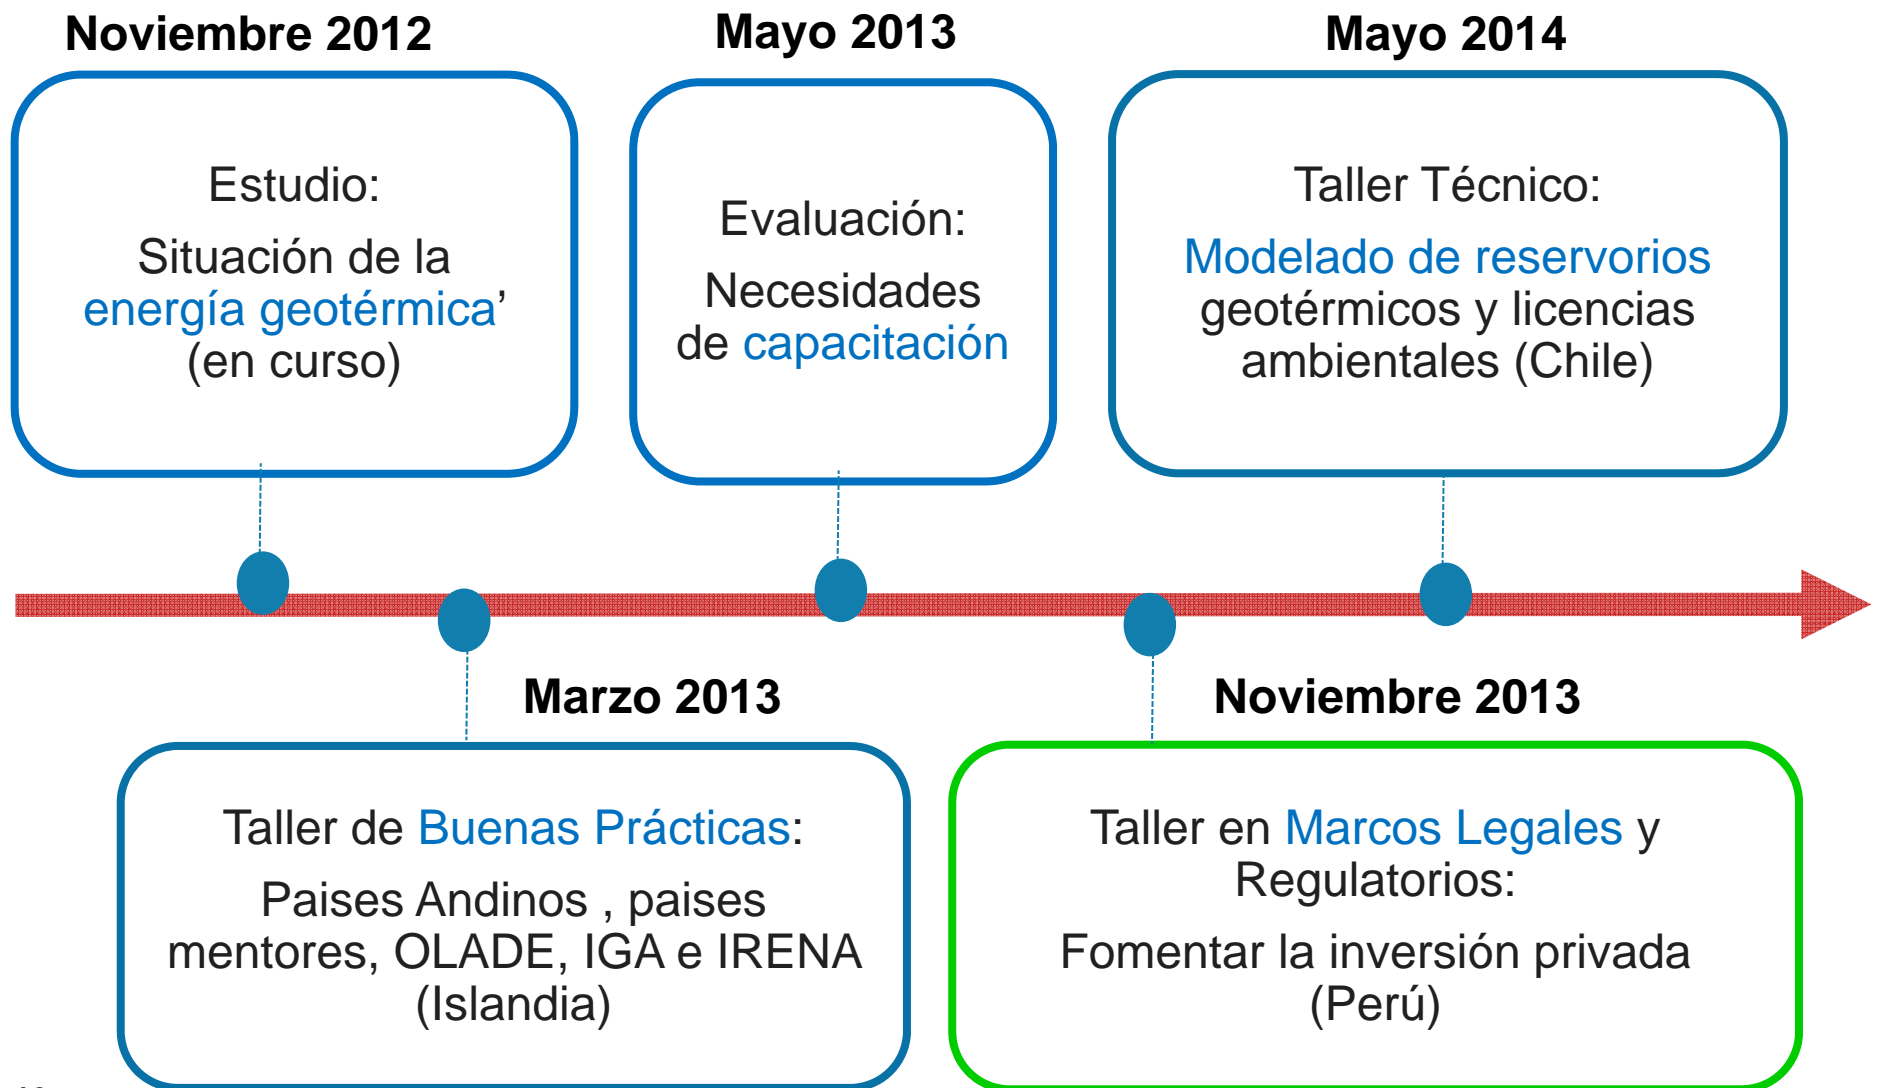 Noviembre 2012
Estudio:
Situación de la
energía geotérmica’
(en curso)
Mayo 2013
Evaluación:
Necesidades
de capacitación
Mayo 2014
Taller Técnico:
Modelado de reservorios
geotérmicos y licencias
ambientales (Chile)
Marzo 2013
Taller de Buenas Prácticas:
Paises Andinos , paises
mentores, OLADE, IGA e IRENA
(Islandia)
Noviembre 2013
Taller en Marcos Legales y
Regulatorios:
Fomentar la inversión privada
(Perú)